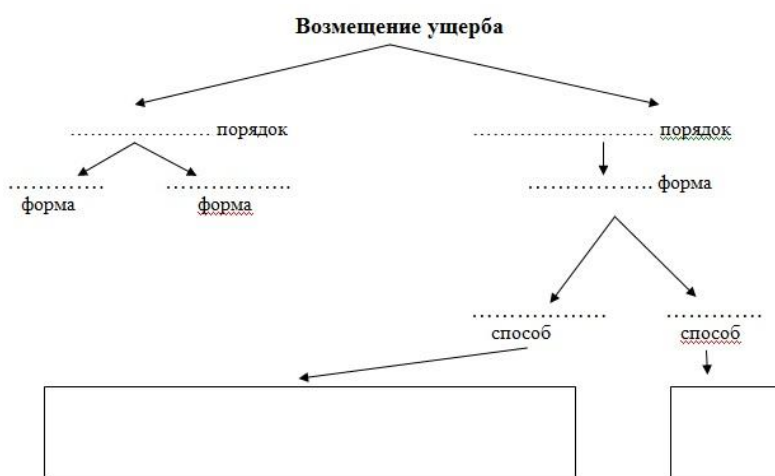 Возмещение ущерба
........................ порядок
............................... порядок
................
форма
.....................
форма
..................... форма
.......................
способ
................
способ